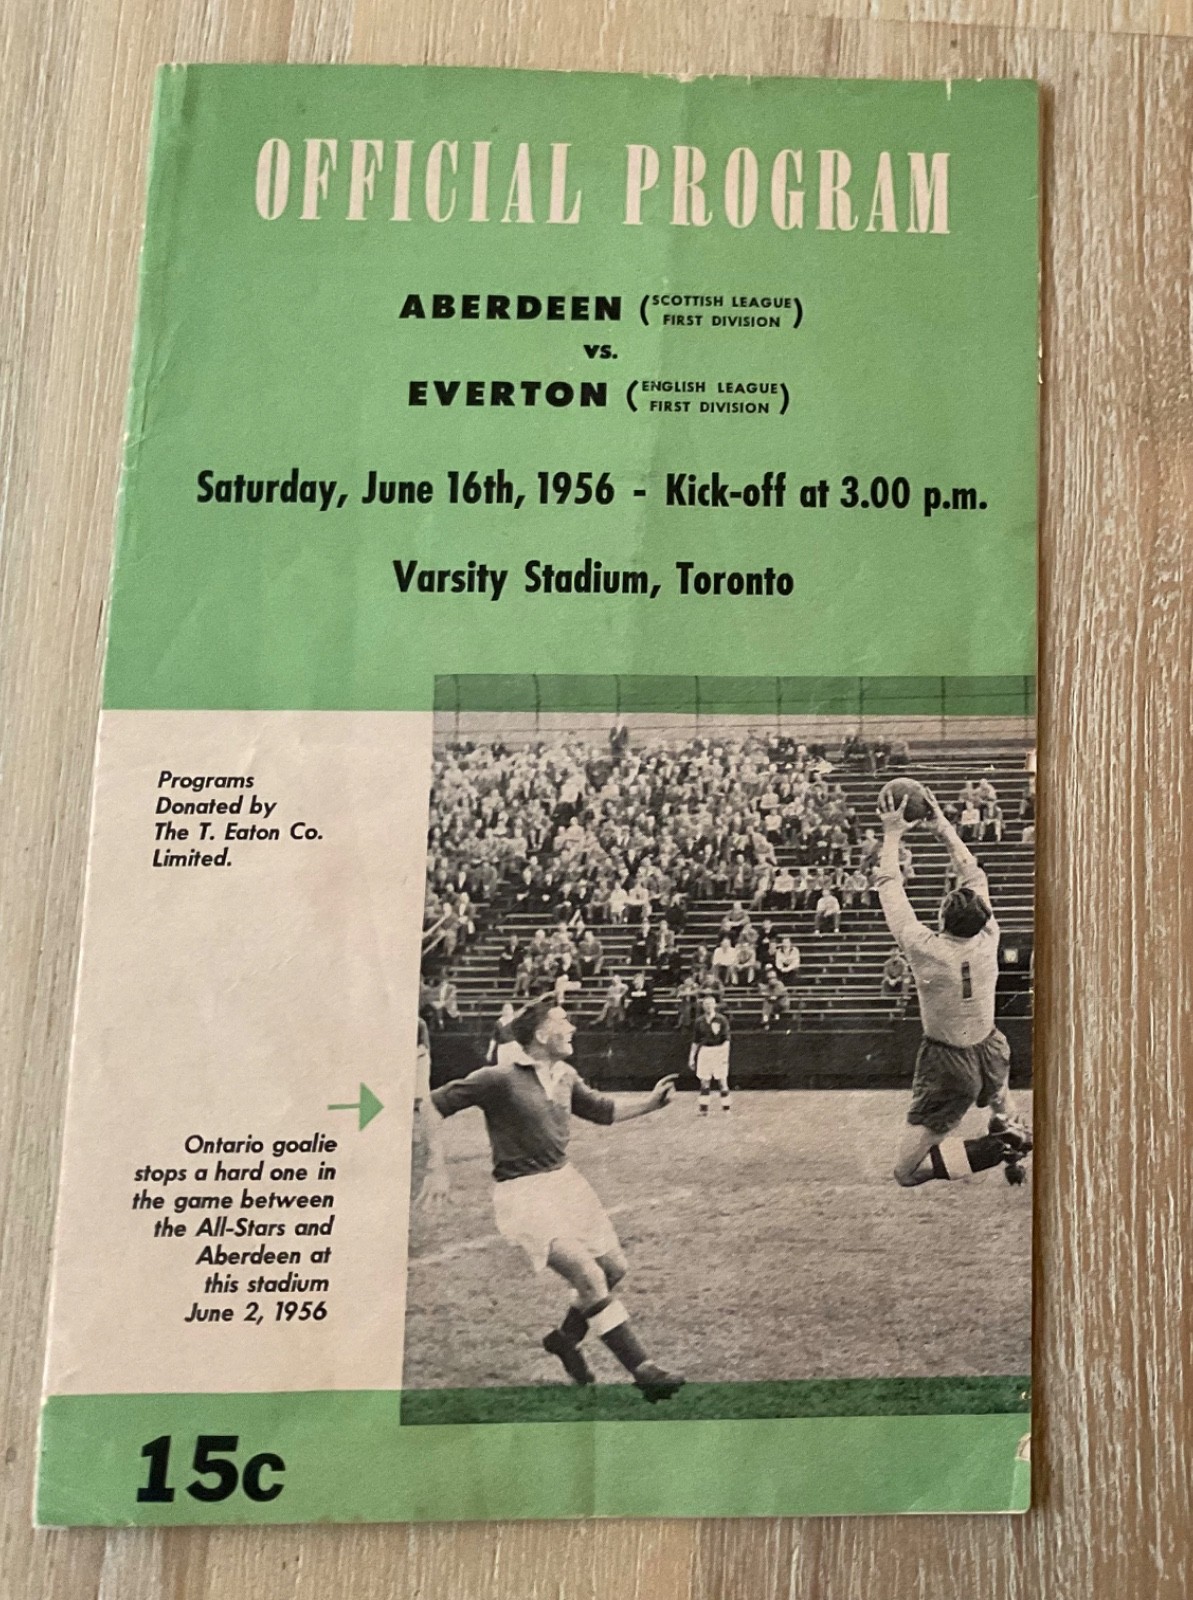 OFFICIAL PROGRAM
ABERDEEN (SCOTTISH LEAGUE
FIRST DIVISION)
vs.
EVERTON (ENGLISH LEAGUE
FIRST DIVISION)
Saturday, June 16th, 1956 - Kick-off at 3.00 p.m.
Varsity Stadium, Toronto
Programs
Donated by
The T. Eaton Co.
Limited.
1
Ontario goalie
stops a hard one in
the game between
the All-Stars and
Aberdeen at
this stadium
June 2, 1956
15c